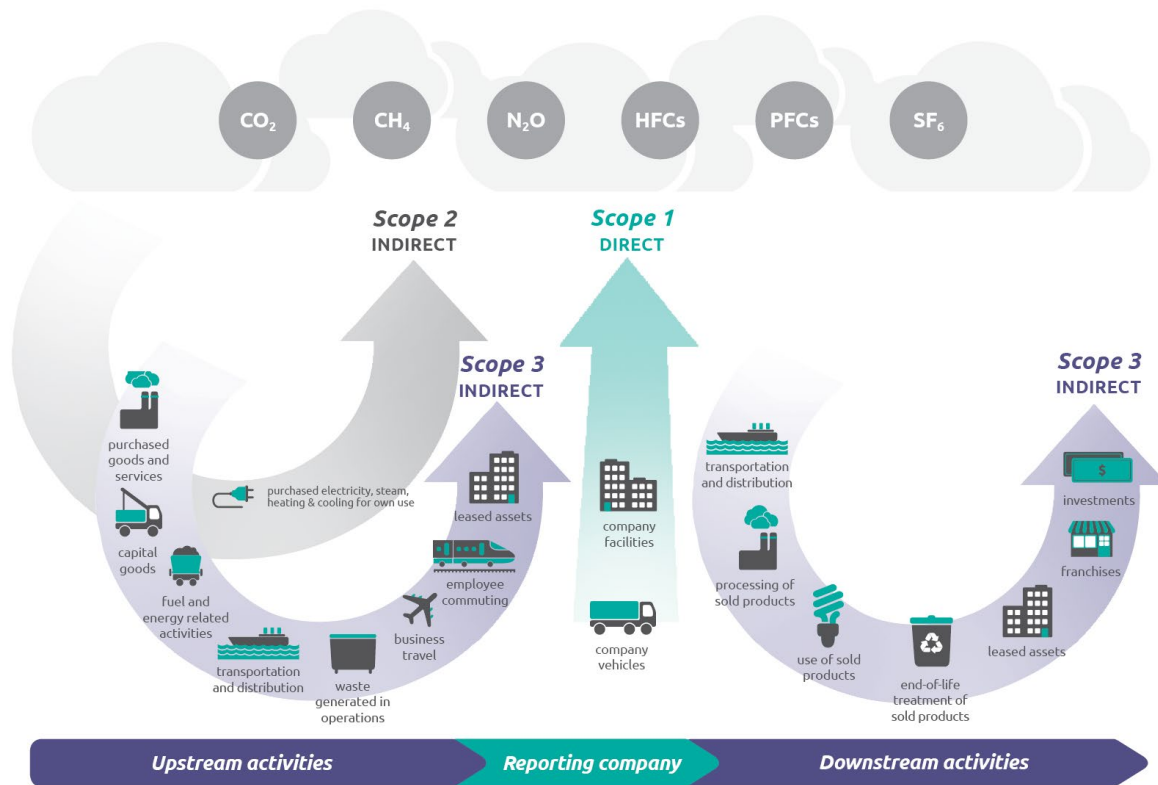 CO₂
CH₄
N₂O
HFCs
PFCs
SF₆
Scope 2
INDIRECT
Scope 1
DIRECT
Scope 3
INDIRECT
Scope 3
INDIRECT
purchased
goods and
services
capital
goods
fuel and
energy related
activities
transportation
and distribution
waste
generated in
operations
business
travel
employee
commuting
leased assets
purchased electricity, steam,
heating & cooling for own use
company
facilities
company
vehicles
transportation
and distribution
processing of
sold products
use of sold
products
end-of-life
treatment of
sold products
leased assets
franchises
$
investments
Upstream activities
Reporting company
Downstream activities